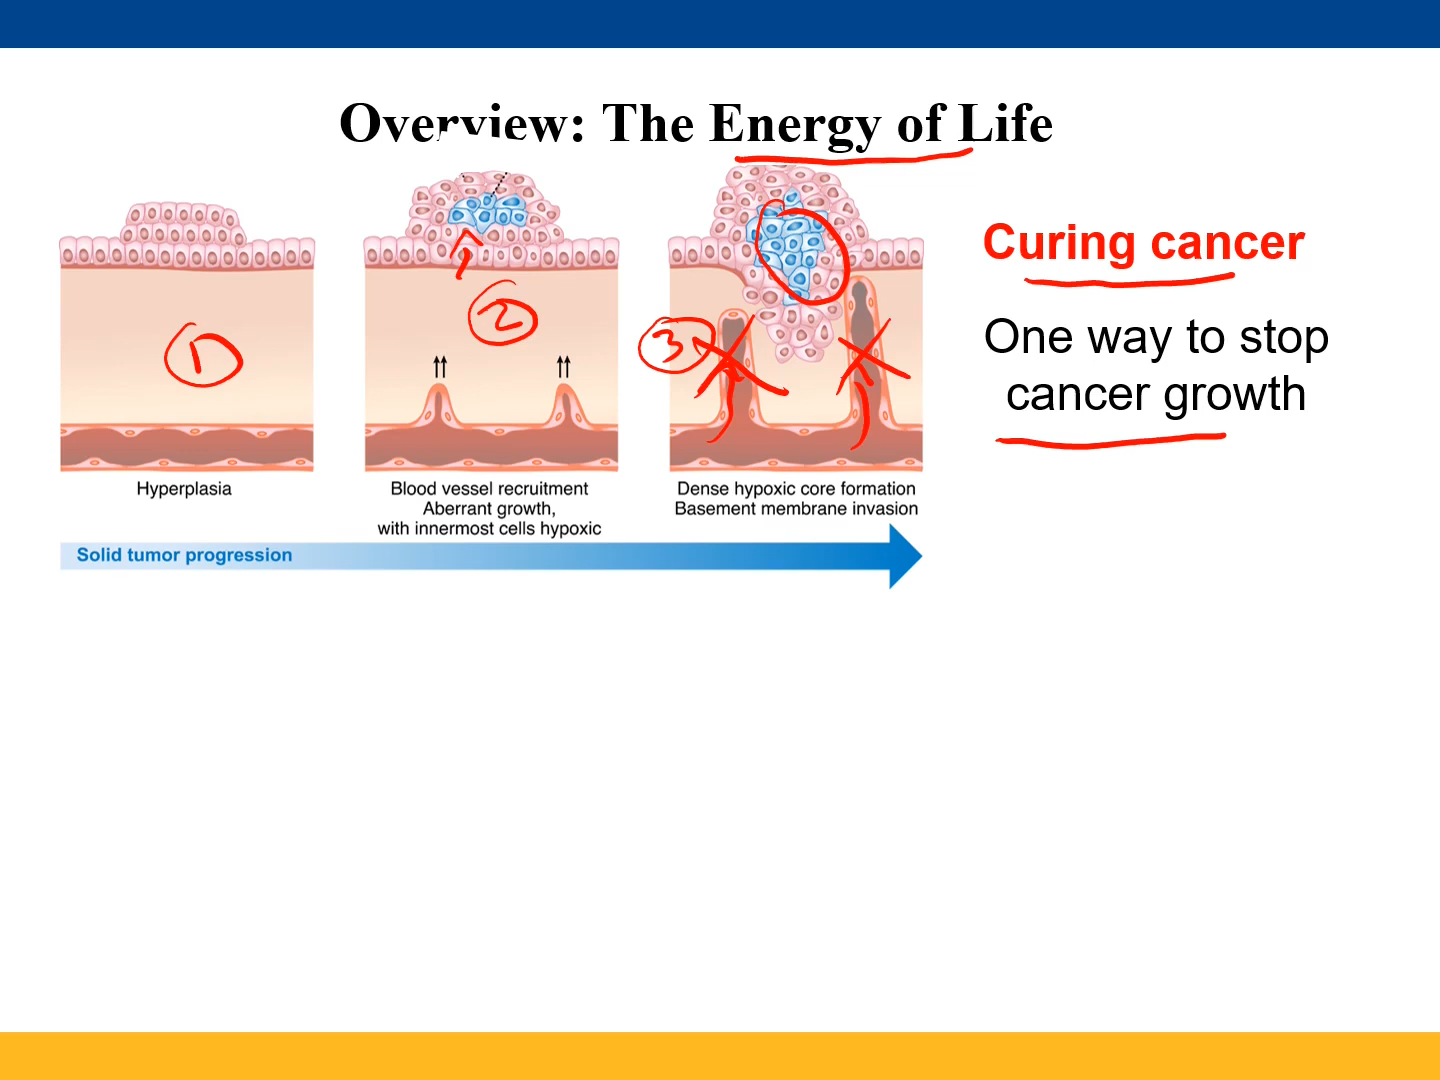 Overview: The Energy of Life
Curing cancer
One way to stop
cancer growth
1
2
3
Hyperplasia
Blood vessel recruitment
Aberrant growth,
with innermost cells hypoxic
Dense hypoxic core formation
Basement membrane invasion
Solid tumor progression